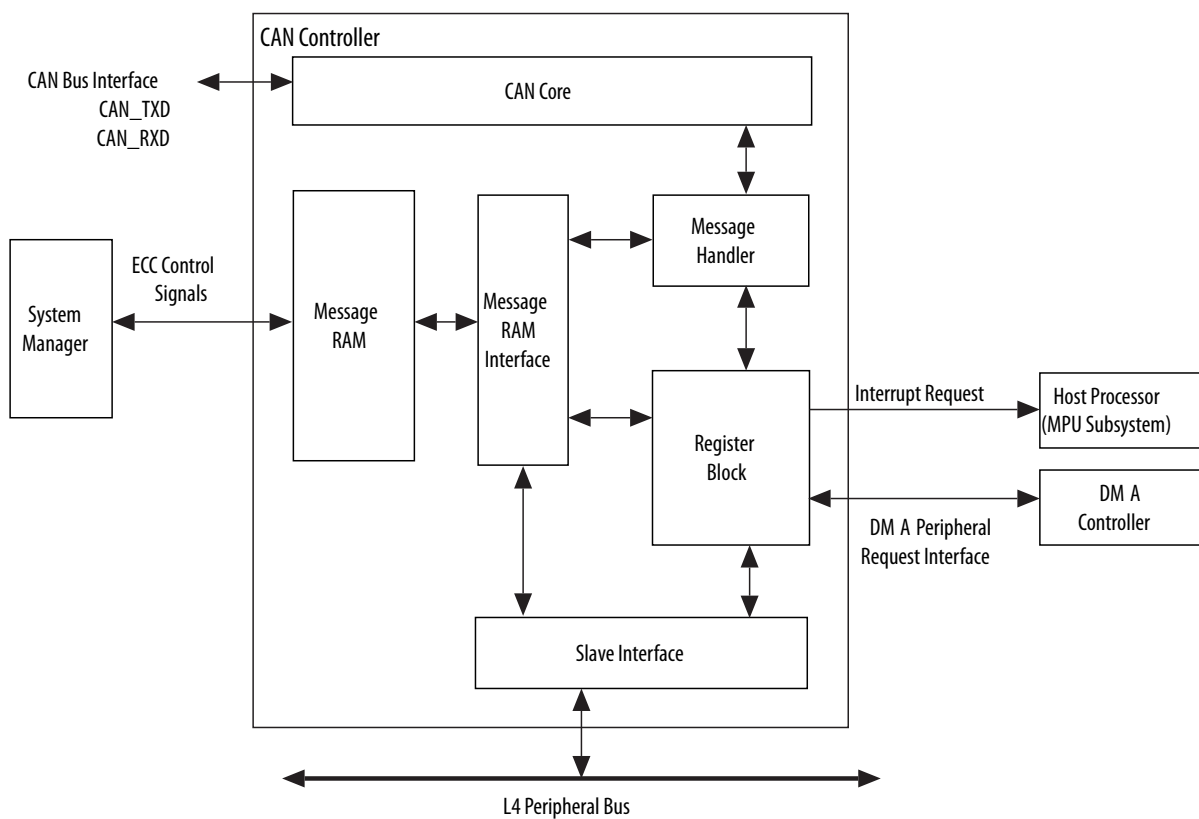 CAN Controller
CAN Bus Interface
CAN_TXD
CAN_RXD
CAN Core
System
Manager
ECC Control
Signals
Message
RAM
Message
RAM
Interface
Message
Handler
Register
Block
Interrupt Request
Host Processor
(MPU Subsystem)
DM A
Controller
DM A Peripheral
Request Interface
Slave Interface
L4 Peripheral Bus